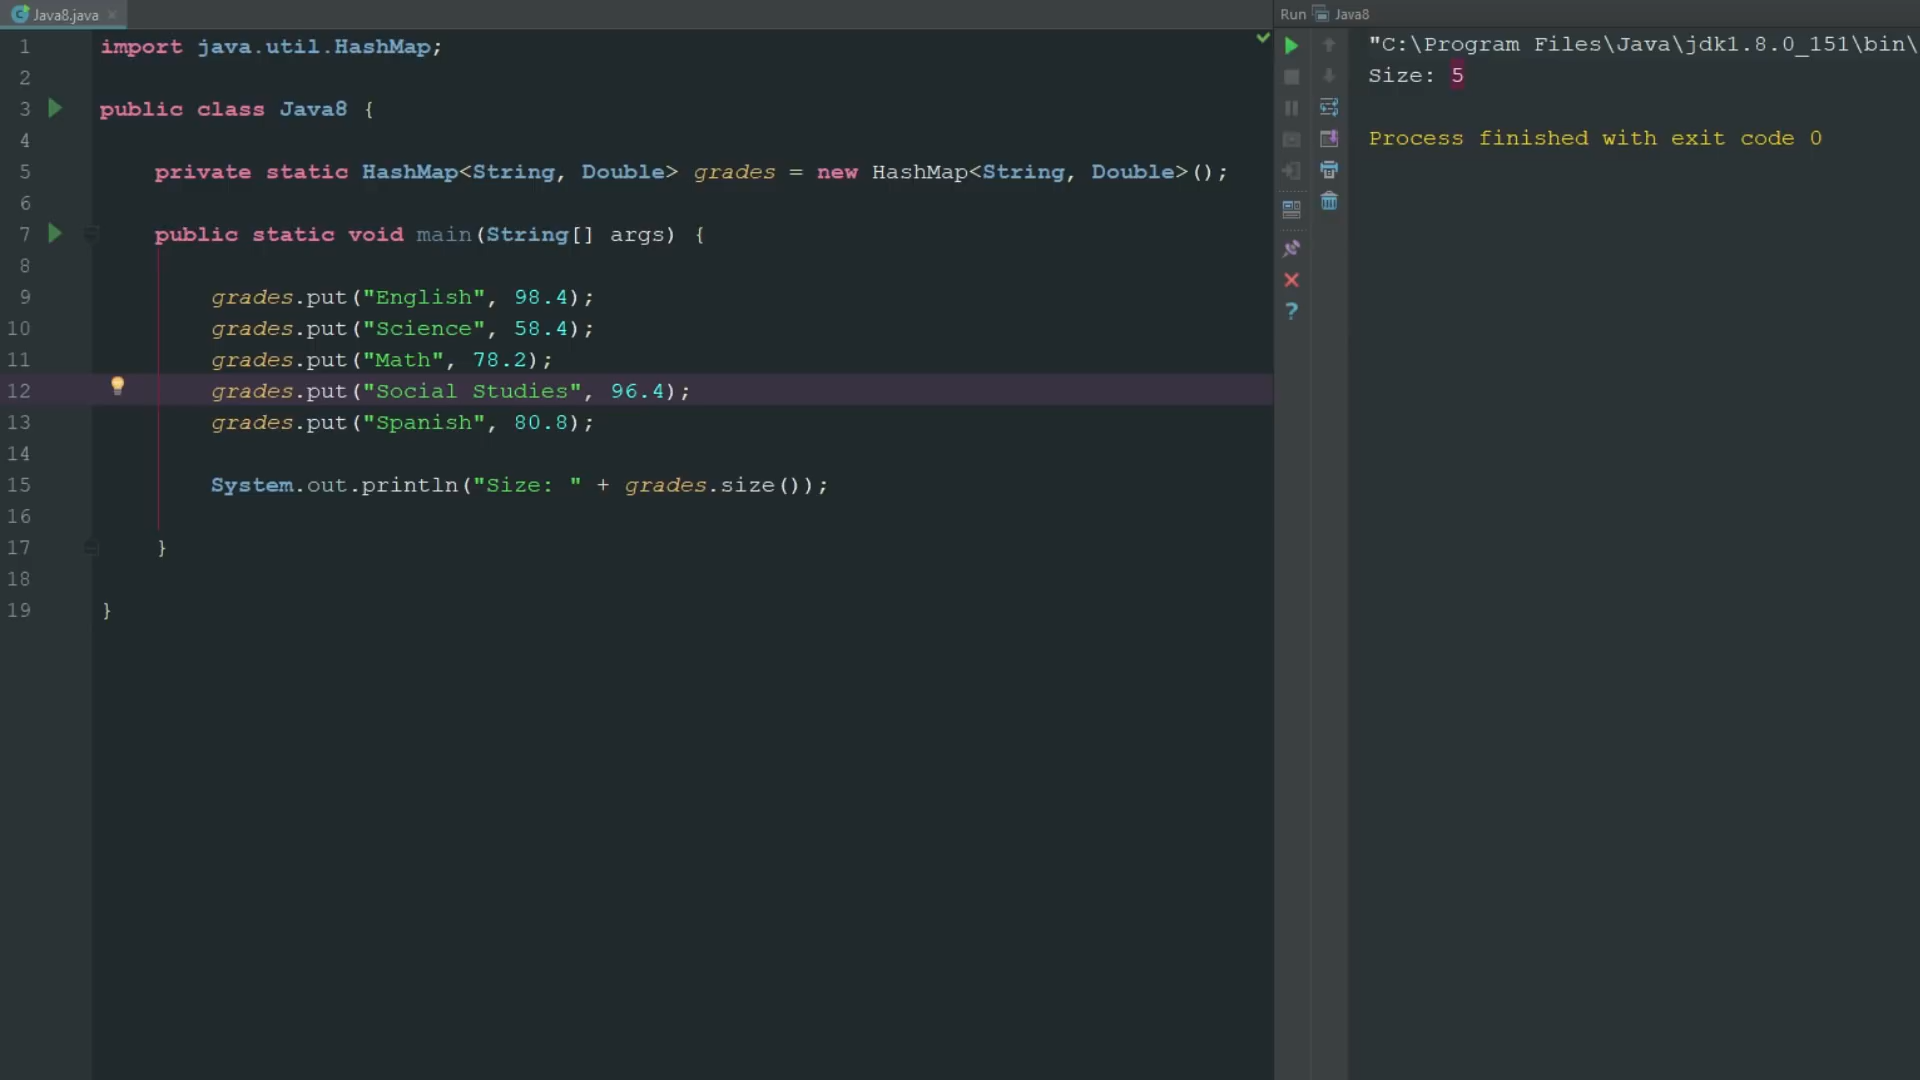 Java8.java
1 import java.util.HashMap;
2
3 public class Java8 {
4
5 private static HashMap<String, Double> grades = new HashMap<String, Double>();
6
7 public static void main(String[] args) {
8
9 grades.put("English", 98.4);
10 grades.put("Science", 58.4);
11 grades.put("Math", 78.2);
12 grades.put("Social Studies", 96.4);
13 grades.put("Spanish", 80.8);
14
15 System.out.println("Size: " + grades.size());
16
17 }
18
19 }
Run Java8
"C:\Program Files\Java\jdk1.8.0_151\bin\
Size: 5
Process finished with exit code 0